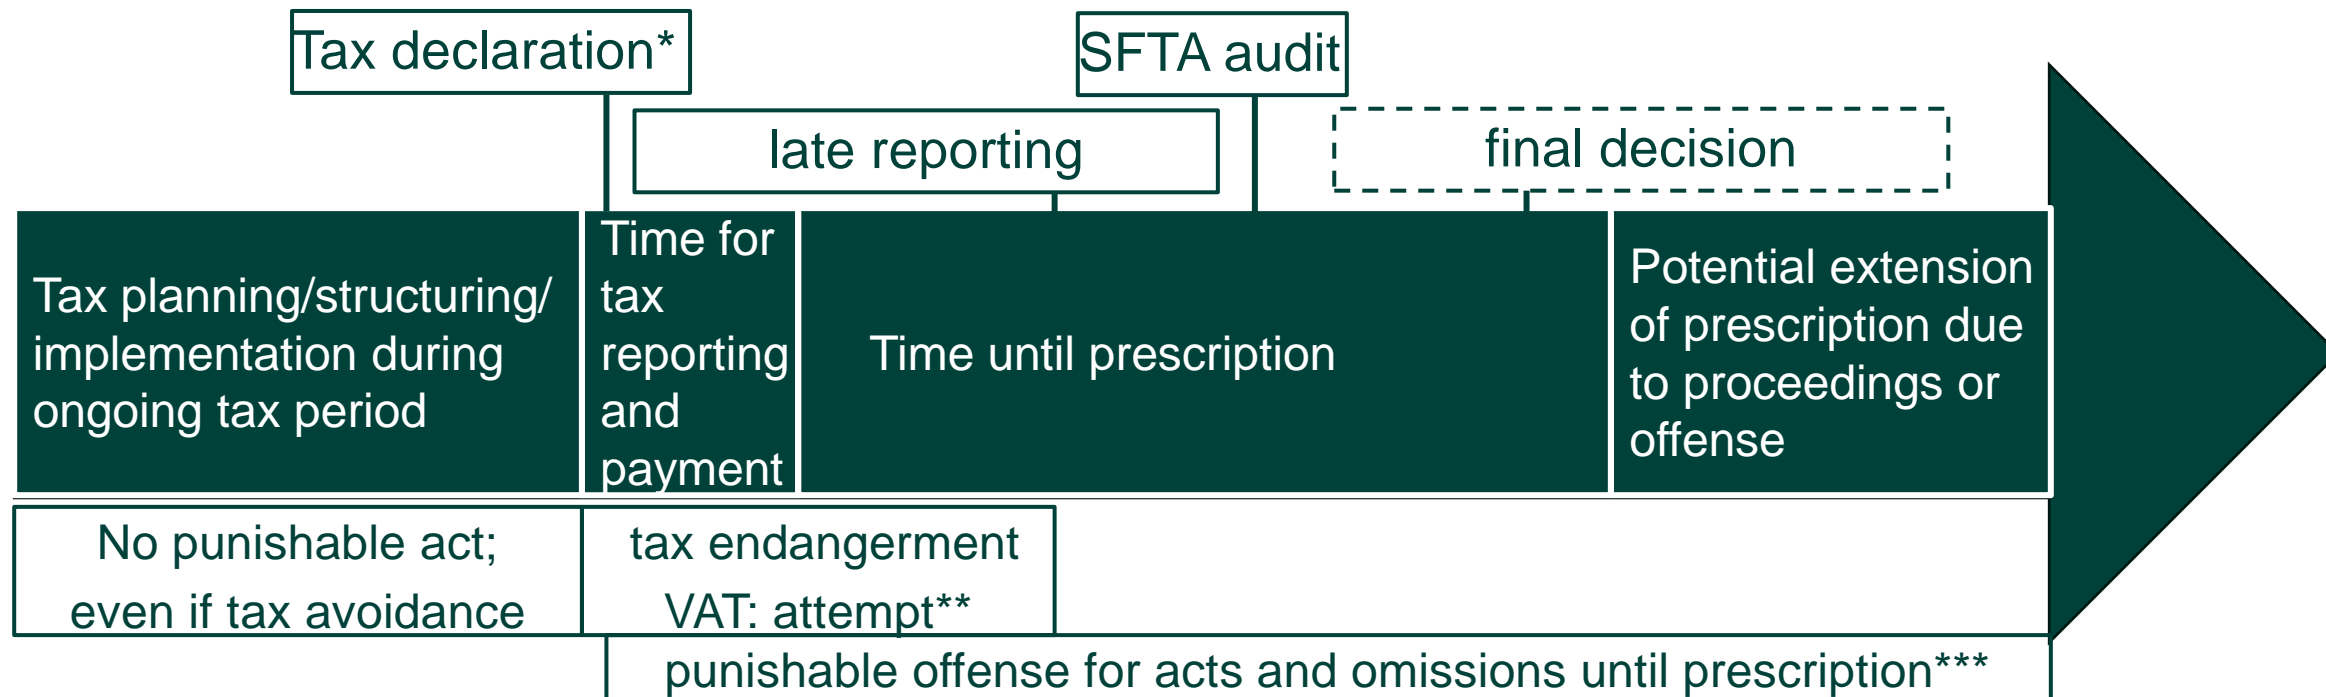 Tax declaration*
SFTA audit
late reporting
final decision
Tax planning/structuring/
implementation during
ongoing tax period
Time for
tax
reporting
and
payment
Time until prescription
Potential extension
of prescription due
to proceedings or
offense
No punishable act;
even if tax avoidance
tax endangerment
VAT: attempt**
punishable offense for acts and omissions until prescription***